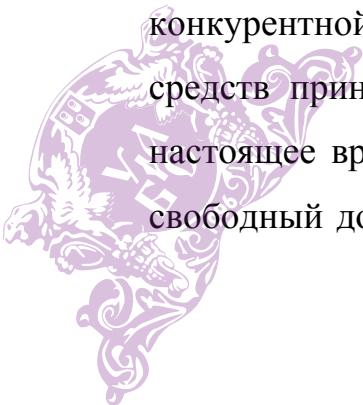 конкурентной
средств прин
настоящее вр
свободный до